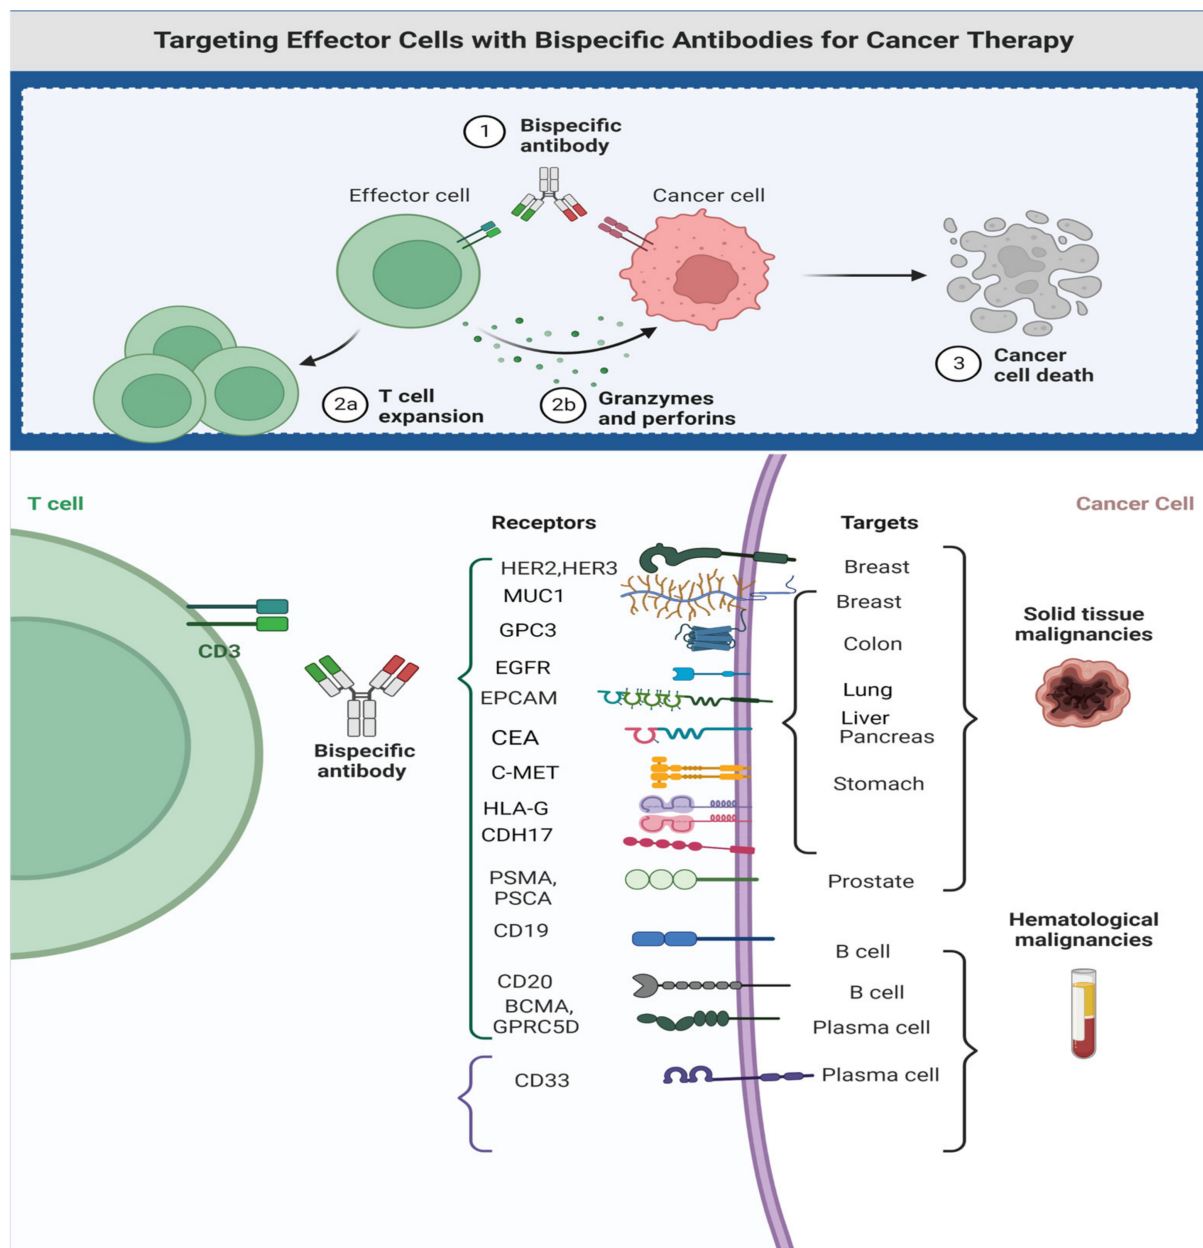 Targeting Effector Cells with Bispecific Antibodies for Cancer Therapy
1
Bispecific
antibody
Effector cell
Cancer cell
2a
T cell
expansion
2b
Granzymes
and perforins
3
Cancer
cell death
T cell
Cancer Cell
Receptors
Targets
CD3
Bispecific
antibody
HER2,HER3
MUC1
GPC3
EGFR
EPCAM
CEA
C-MET
HLA-G
CDH17
PSMA,
PSCA
CD19
CD20
BCMA,
GPRC5D
CD33
Breast
Breast
Colon
Lung
Liver
Pancreas
Stomach
Prostate
B cell
B cell
Plasma cell
Plasma cell
Solid tissue
malignancies
Hematological
malignancies